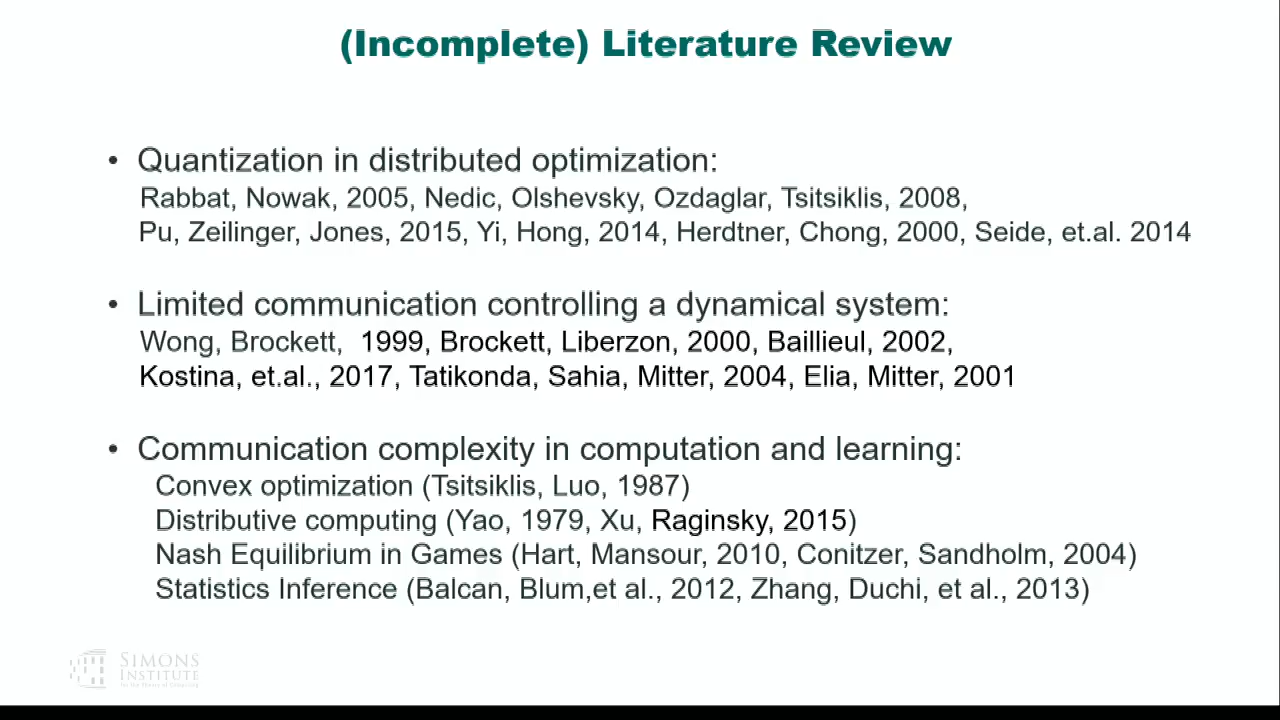 (Incomplete) Literature Review
• Quantization in distributed optimization:
Rabbat, Nowak, 2005, Nedic, Olshevsky, Ozdaglar, Tsitsiklis, 2008,
Pu, Zeilinger, Jones, 2015, Yi, Hong, 2014, Herdtner, Chong, 2000, Seide, et.al. 2014
• Limited communication controlling a dynamical system:
Wong, Brockett, 1999, Brockett, Liberzon, 2000, Baillieul, 2002,
Kostina, et.al., 2017, Tatikonda, Sahia, Mitter, 2004, Elia, Mitter, 2001
• Communication complexity in computation and learning:
Convex optimization (Tsitsiklis, Luo, 1987)
Distributive computing (Yao, 1979, Xu, Raginsky, 2015)
Nash Equilibrium in Games (Hart, Mansour, 2010, Conitzer, Sandholm, 2004)
Statistics Inference (Balcan, Blum,et al., 2012, Zhang, Duchi, et al., 2013)
SIMONS
INSTITUTE
for the Theory of Computing